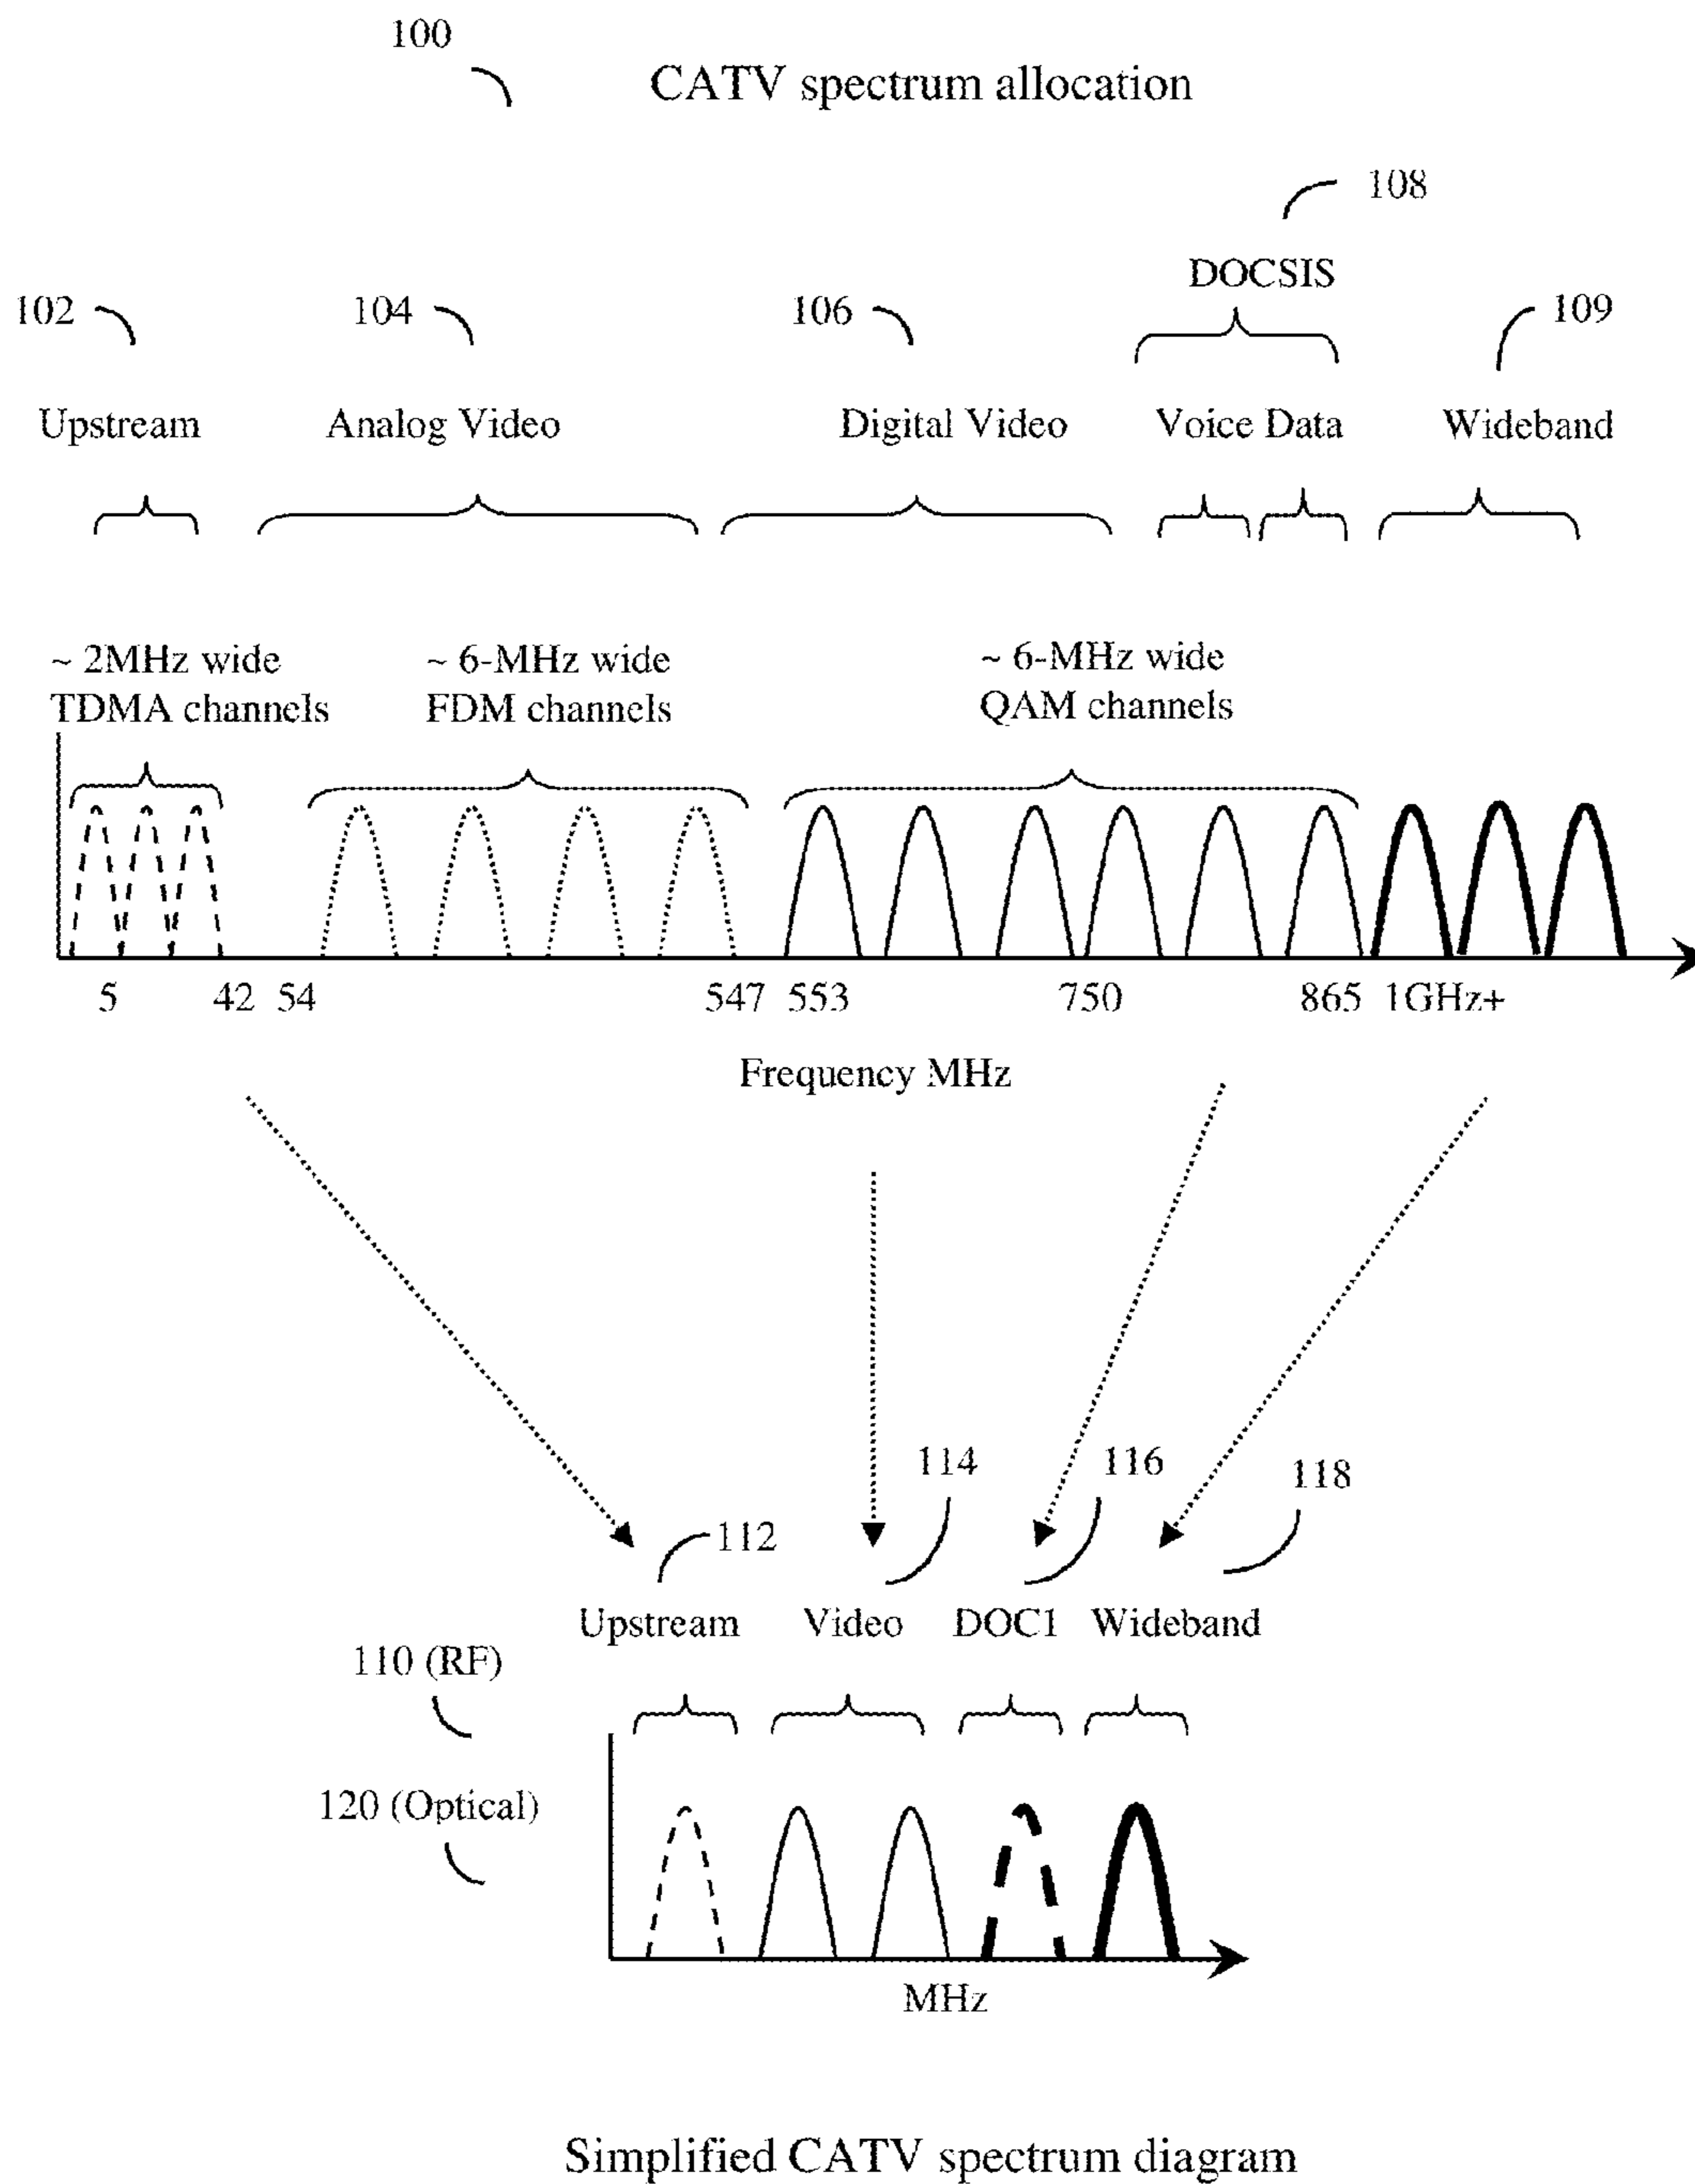 100
CATV spectrum allocation
108
DOCSIS
102 104 106 109
Upstream Analog Video Digital Video Voice Data Wideband
~ 2MHz wide ~ 6-MHz wide ~ 6-MHz wide
TDMA channels FDM channels QAM channels
5 42 54 547 553 750 865 1GHz+
Frequency MHz
114 116 118
112
Upstream Video DOC1 Wideband
110 (RF)
120 (Optical)
MHz
Simplified CATV spectrum diagram